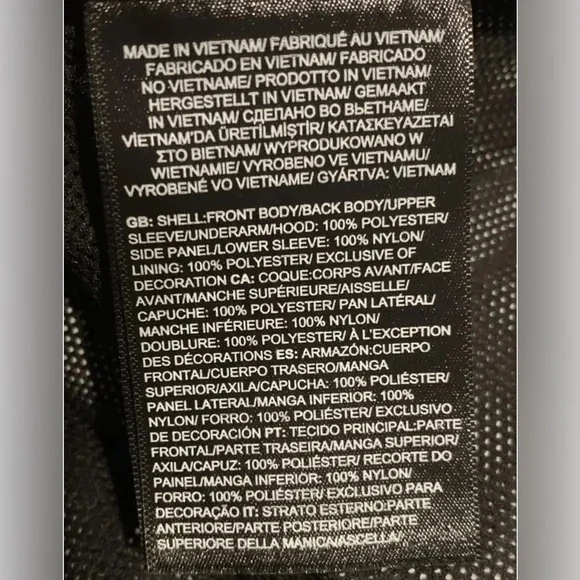 MADE IN VIETNAM/ FABRIQUÉ AU VIETNAM/
FABRICADO EN VIETNAM/ FABRICADO
NO VIETNAME/ PRODOTTO IN VIETNAM/
HERGESTELLT IN VIETNAM/ GEMAAKT
IN VIETNAM/ СДЕЛАНО ВО ВЬЕТНАМЕ/
VİETNAM'DA ÜRETİLMİŞTİR/ ΚΑΤΑΣΚΕΥΑΖΕΤΑΙ
ΣΤΟ ΒΙΕΤΝΑΜ/ WYPRODUKOWANO W
WIETNAMIE/ VYROBENO VE VIETNAMU/
VYROBENÉ VO VIETNAME/ GYÁRTVA: VIETNAM
GB: SHELL:FRONT BODY/BACK BODY/UPPER
SLEEVE/UNDERARM/HOOD: 100% POLYESTER/
SIDE PANEL/LOWER SLEEVE: 100% NYLON/
LINING: 100% POLYESTER/ EXCLUSIVE OF
DECORATION CA: COQUE:CORPS AVANT/FACE
AVANT/MANCHE SUPÉRIEURE/AISSELLE/
CAPUCHE: 100% POLYESTER/ PAN LATÉRAL/
MANCHE INFÉRIEURE: 100% NYLON/
DOUBLURE: 100% POLYESTER/ À L'EXCEPTION
DES DÉCORATIONS ES: ARMAZÓN:CUERPO
FRONTAL/CUERPO TRASERO/MANGA
SUPERIOR/AXILA/CAPUCHA: 100% POLIÉSTER/
PANEL LATERAL/MANGA INFERIOR: 100%
NYLON/ FORRO: 100% POLIÉSTER/ EXCLUSIVO
DE DECORACIÓN PT: TECIDO PRINCIPAL:PARTE
FRONTAL/PARTE TRASEIRA/MANGA SUPERIOR/
AXILA/CAPUZ: 100% POLIÉSTER/ RECORTE DO
PAINEL/MANGA INFERIOR: 100% NYLON/
FORRO: 100% POLIÉSTER/ EXCLUSIVO PARA
DECORAÇÃO IT: STRATO ESTERNO:PARTE
ANTERIORE/PARTE POSTERIORE/PARTE
SUPERIORE DELLA MANICA/ASCELLA/